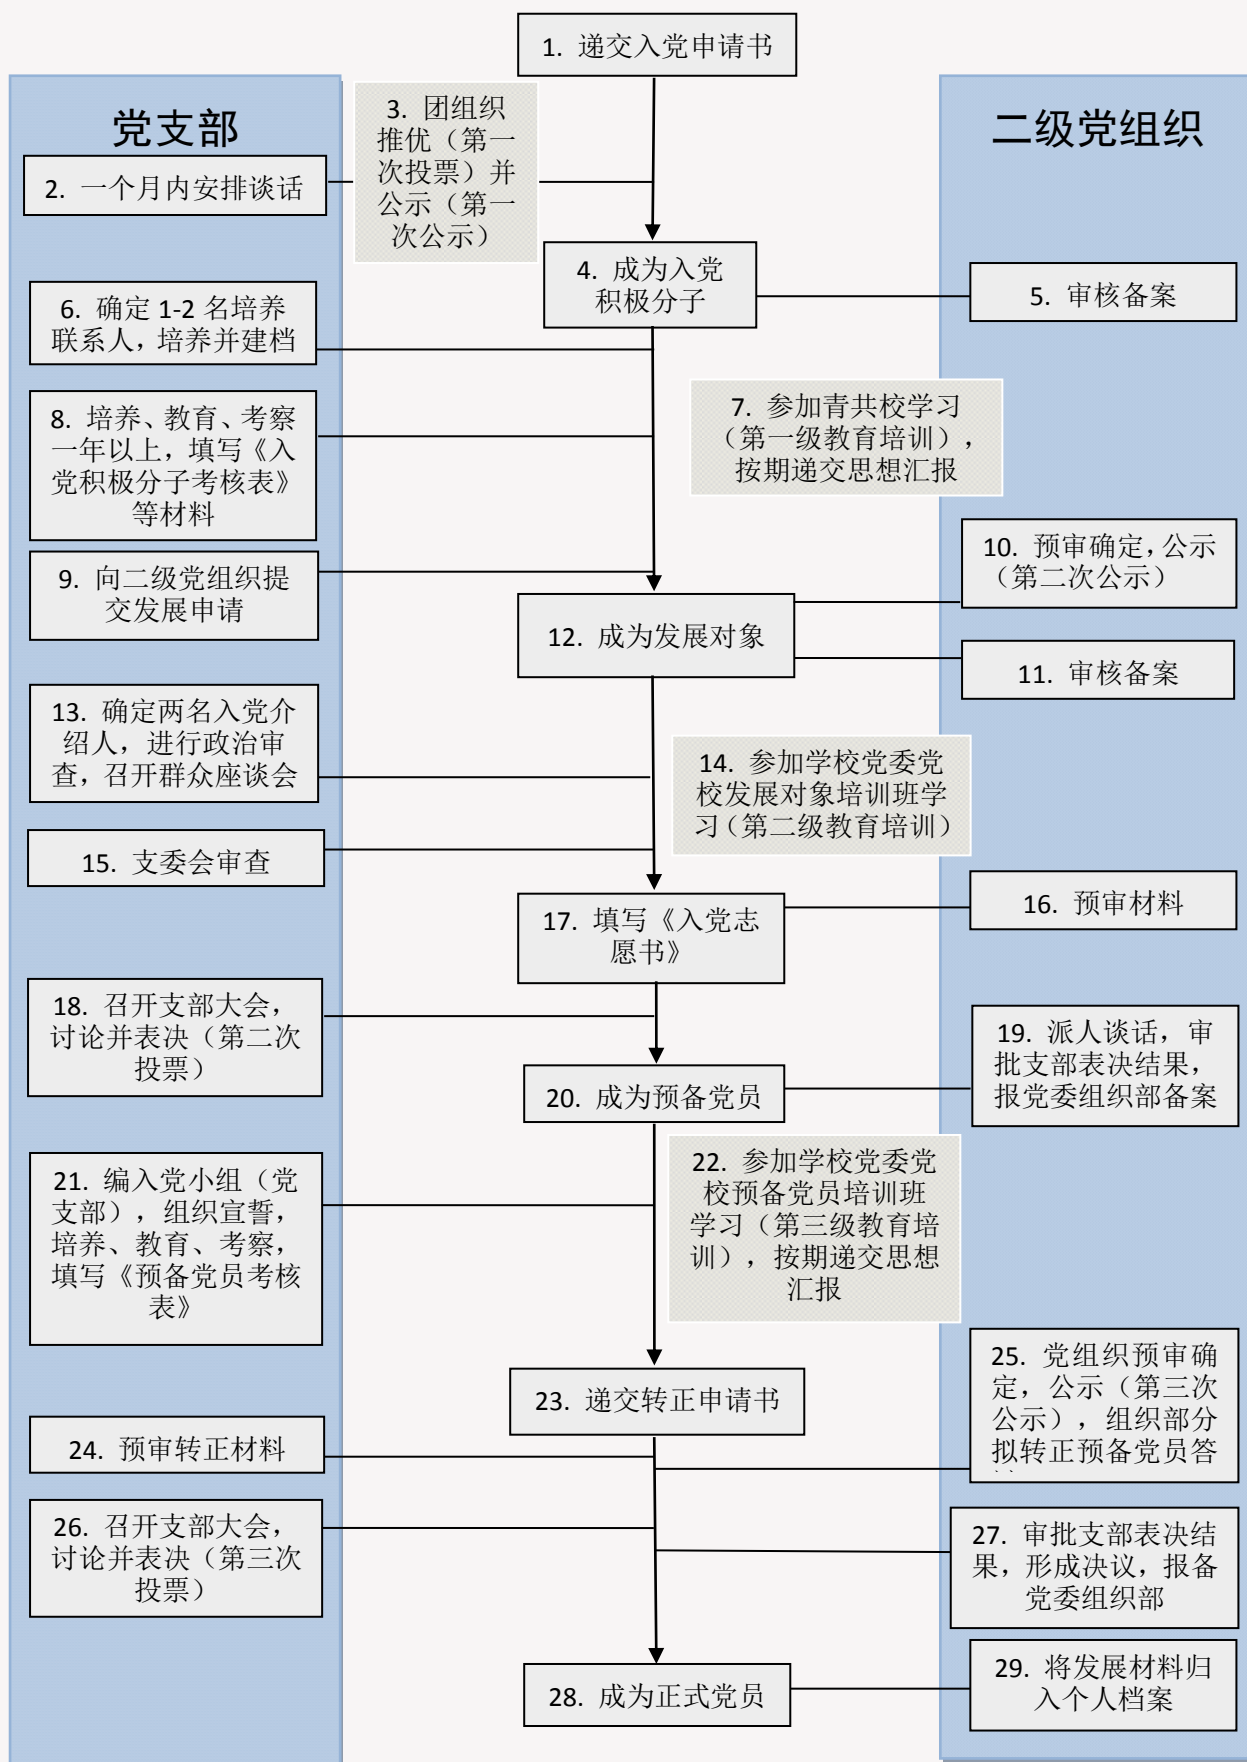 1. 递交入党申请书
党支部
二级党组织
2. 一个月内安排谈话
3. 团组织
推优（第一
次投票）并
公示（第一
次公示）
4. 成为入党
积极分子
5. 审核备案
6. 确定 1-2 名培养
联系人，培养并建档
7. 参加青共校学习
（第一级教育培训），
按期递交思想汇报
8. 培养、教育、考察
一年以上，填写《入
党积极分子考核表》
等材料
9. 向二级党组织提
交发展申请
10. 预审确定，公示
（第二次公示）
11. 审核备案
12. 成为发展对象
13. 确定两名入党介
绍人，进行政治审
查，召开群众座谈会
14. 参加学校党委党
校发展对象培训班学
习（第二级教育培训）
15. 支委会审查
16. 预审材料
17. 填写《入党志
愿书》
18. 召开支部大会，
讨论并表决（第二次
投票）
19. 派人谈话，审
批支部表决结果，
报党委组织部备案
20. 成为预备党员
21. 编入党小组（党
支部），组织宣誓，
培养、教育、考察，
填写《预备党员考核
表》
22. 参加学校党委党
校预备党员培训班
学习（第三级教育培
训），按期递交思想
汇报
23. 递交转正申请书
24. 预审转正材料
25. 党组织预审确
定，公示（第三次
公示），组织部分
拟转正预备党员答
26. 召开支部大会，
讨论并表决（第三次
投票）
27. 审批支部表决结
果，形成决议，报备
党委组织部
28. 成为正式党员
29. 将发展材料归
入个人档案